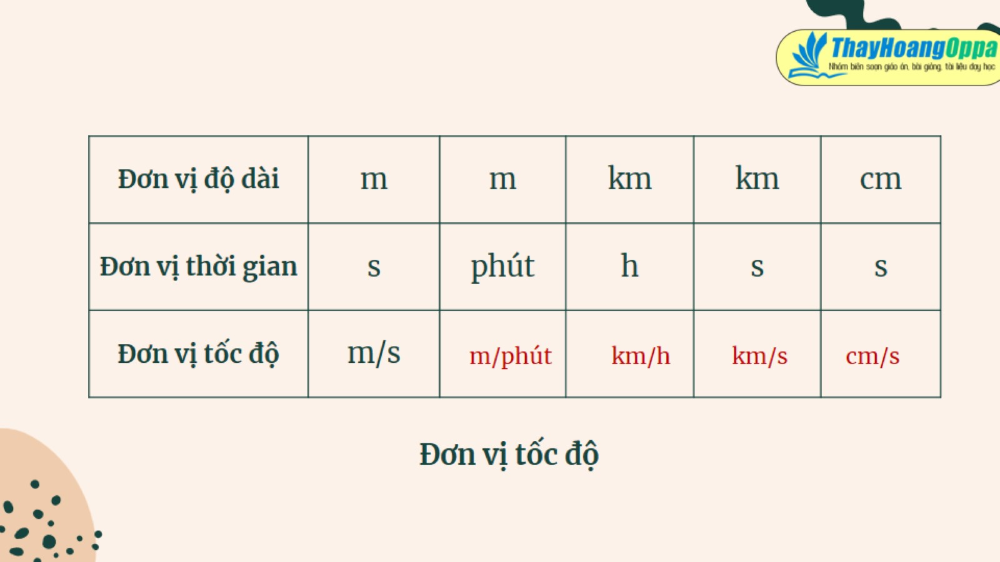 ThayHoangOppa
Nhóm biên soạn giáo án, bài giảng, tài liệu dạy học
Đơn vị độ dài m m km km cm
Đơn vị thời gian s phút h s s
Đơn vị tốc độ m/s m/phút km/h km/s cm/s
Đơn vị tốc độ